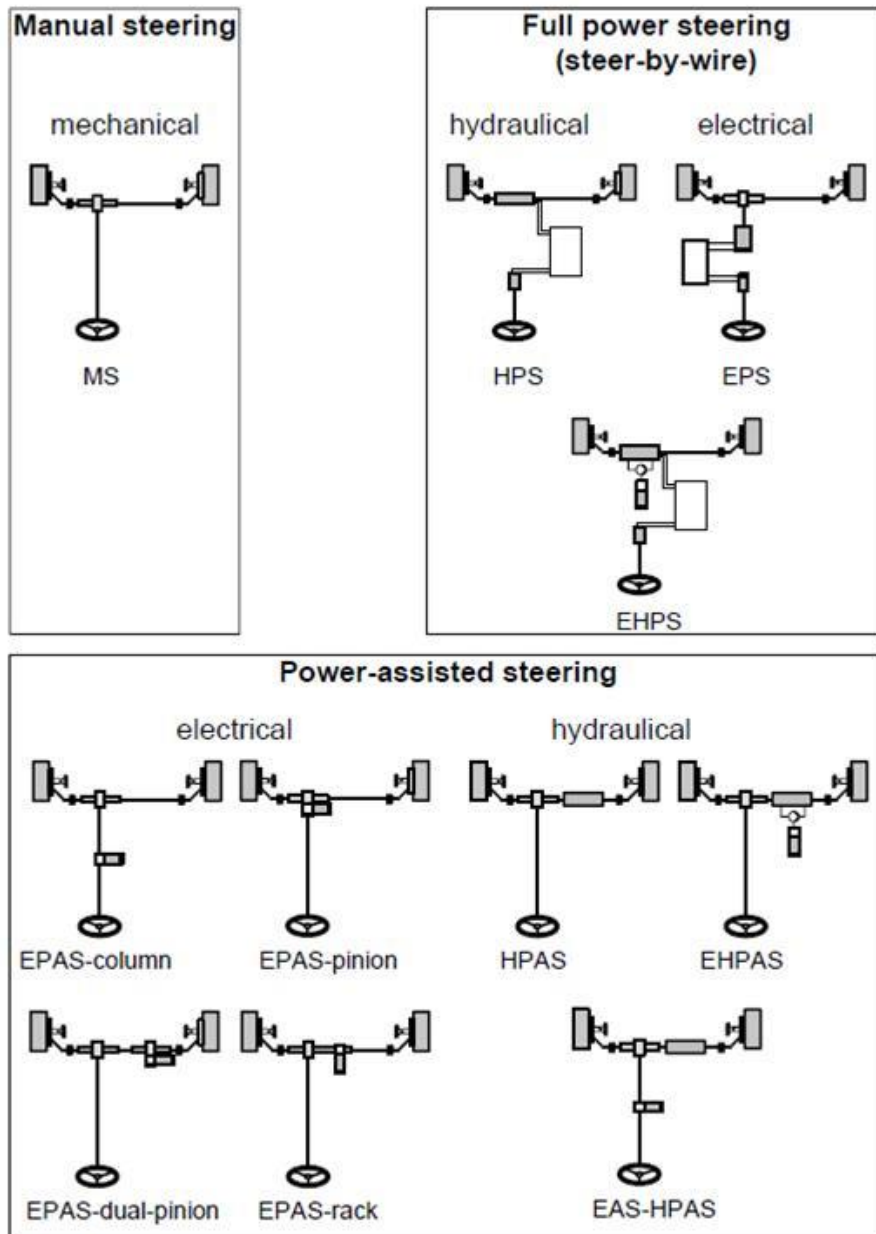 Manual steering
mechanical
MS
Full power steering
(steer-by-wire)
hydraulical electrical
HPS EPS
EHPS
Power-assisted steering
electrical hydraulical
EPAS-column EPAS-pinion HPAS EHPAS
EPAS-dual-pinion EPAS-rack EAS-HPAS